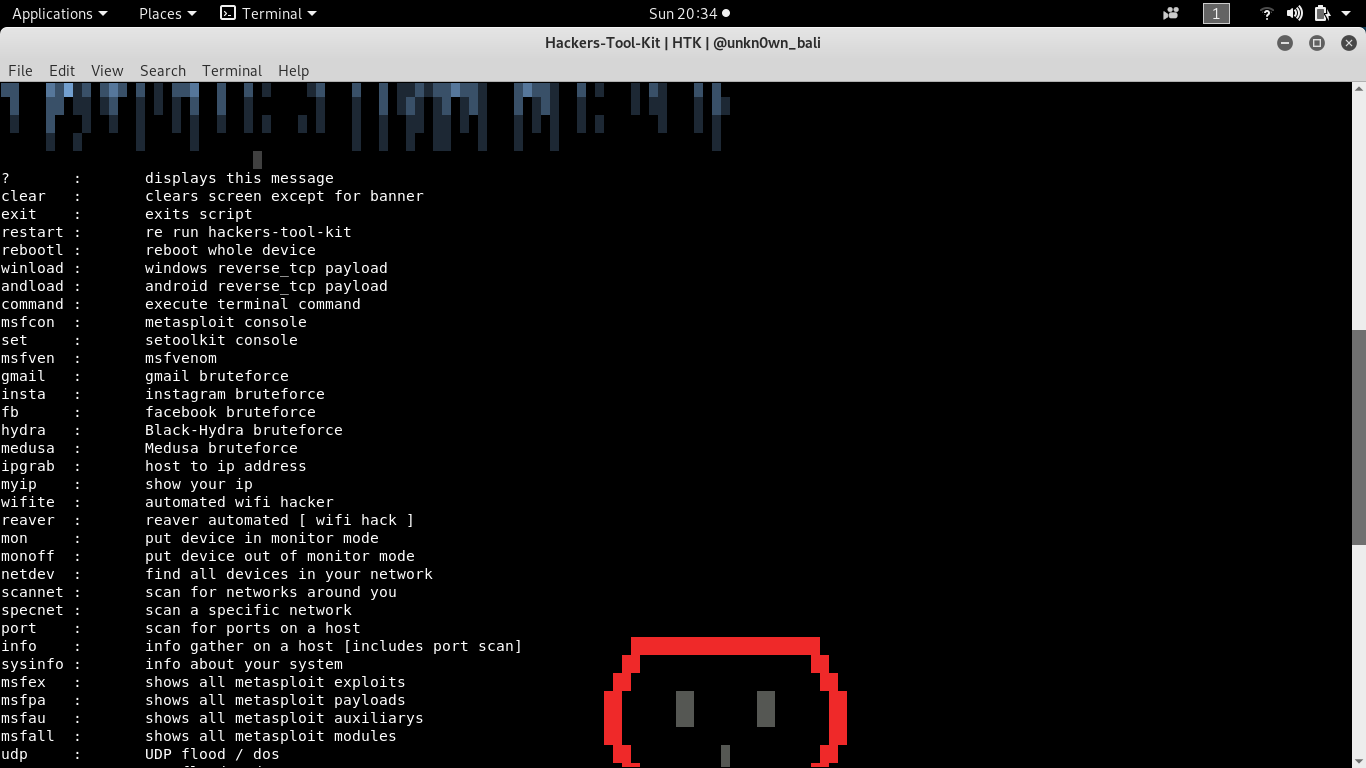 Applications Places Terminal Sun 20:34 1
Hackers-Tool-Kit | HTK | @unkn0wn_bali
File Edit View Search Terminal Help
? : displays this message
clear : clears screen except for banner
exit : exits script
restart : re run hackers-tool-kit
rebootl : reboot whole device
winload : windows reverse_tcp payload
andload : android reverse_tcp payload
command : execute terminal command
msfcon : metasploit console
set : setoolkit console
msfven : msfvenom
gmail : gmail bruteforce
insta : instagram bruteforce
fb : facebook bruteforce
hydra : Black-Hydra bruteforce
medusa : Medusa bruteforce
ipgrab : host to ip address
myip : show your ip
wifite : automated wifi hacker
reaver : reaver automated [ wifi hack ]
mon : put device in monitor mode
monoff : put device out of monitor mode
netdev : find all devices in your network
scannet : scan for networks around you
specnet : scan a specific network
port : scan for ports on a host
info : info gather on a host [includes port scan]
sysinfo : info about your system
msfex : shows all metasploit exploits
msfpa : shows all metasploit payloads
msfau : shows all metasploit auxiliarys
msfall : shows all metasploit modules
udp : UDP flood / dos